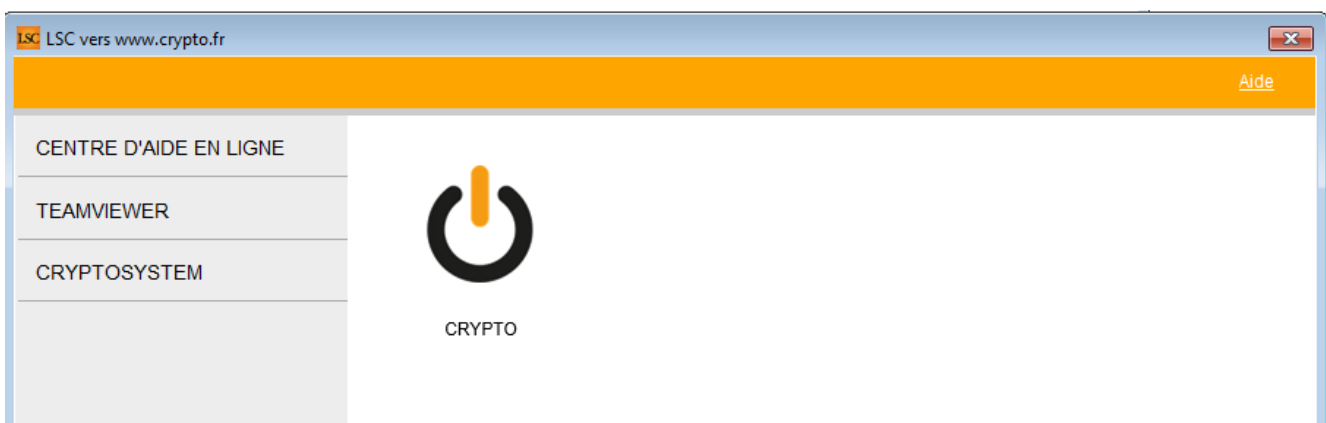 LSC LSC vers www.crypto.fr
Aide
CENTRE D'AIDE EN LIGNE
TEAMVIEWER
CRYPTOSYSTEM
CRYPTO